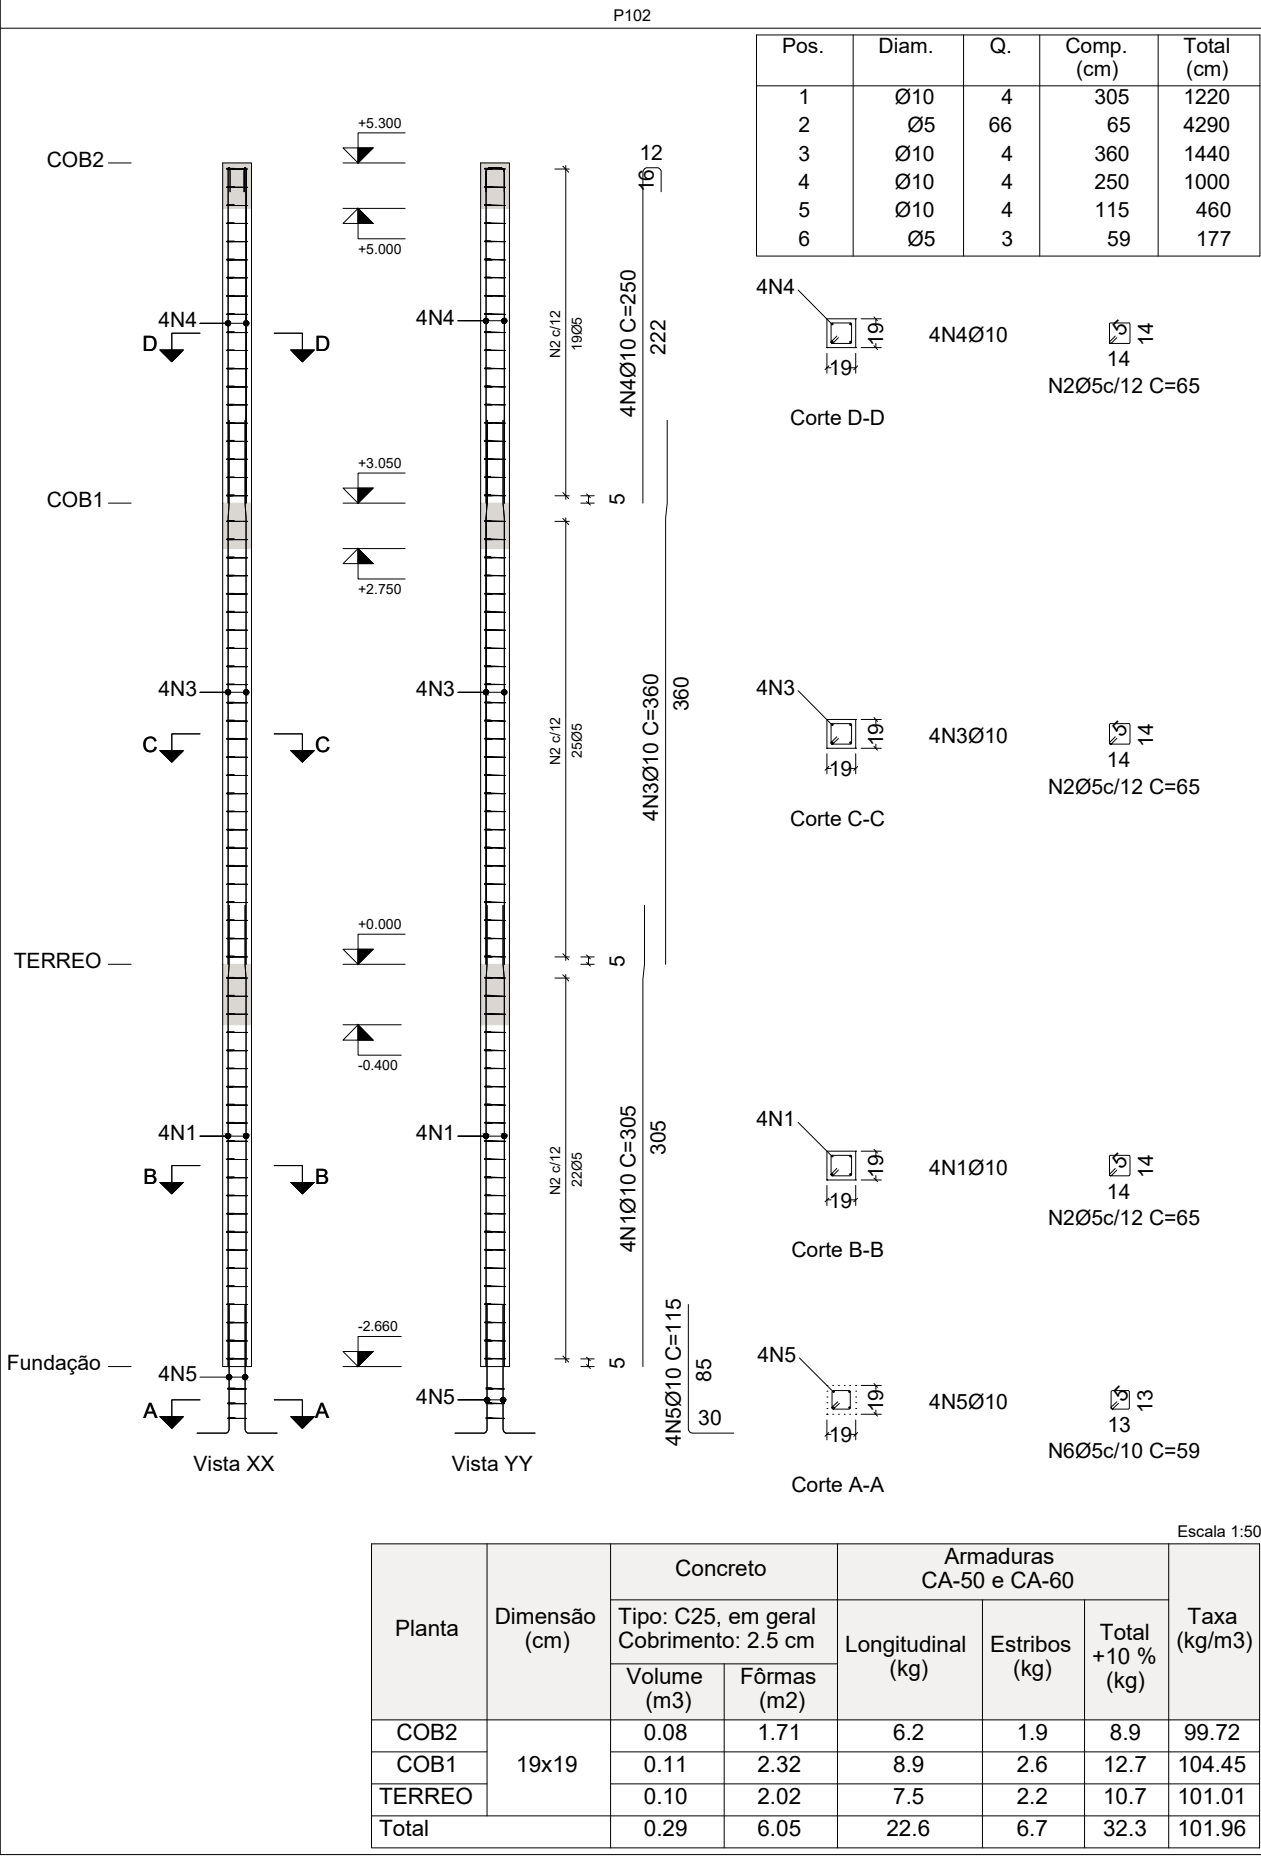 P102
Pos. Diam. Q. Comp. (cm) Total (cm)
1 Ø10 4 305 1220
2 Ø5 66 65 4290
3 Ø10 4 360 1440
4 Ø10 4 250 1000
5 Ø10 4 115 460
6 Ø5 3 59 177
COB2
+5.300
+5.000
12
16
4N4
D D
4N4
N2 c/12
19Ø5
4N4Ø10 C=250
222
4N4
19
19
4N4Ø10
5
14
14
N2Ø5c/12 C=65
Corte D-D
COB1
+3.050
+2.750
5
4N3
C C
4N3
N2 c/12
25Ø5
4N3Ø10 C=360
360
4N3
19
19
4N3Ø10
5
14
14
N2Ø5c/12 C=65
Corte C-C
TERREO
+0.000
-0.400
5
4N1
B B
4N1
N2 c/12
22Ø5
4N1Ø10 C=305
305
4N1
19
19
4N1Ø10
5
14
14
N2Ø5c/12 C=65
Corte B-B
Fundação
-2.660
5
4N5
A A
4N5
4N5Ø10 C=115
85
30
4N5
19
19
4N5Ø10
5
13
13
N6Ø5c/10 C=59
Corte A-A
Vista XX
Vista YY
Escala 1:50
Planta
Dimensão (cm)
Concreto
Tipo: C25, em geral
Cobrimento: 2.5 cm
Volume (m3)
Fôrmas (m2)
Armaduras
CA-50 e CA-60
Longitudinal (kg)
Estribos (kg)
Total +10 % (kg)
Taxa (kg/m3)
COB2 0.08 1.71 6.2 1.9 8.9 99.72
COB1 19x19 0.11 2.32 8.9 2.6 12.7 104.45
TERREO 0.10 2.02 7.5 2.2 10.7 101.01
Total 0.29 6.05 22.6 6.7 32.3 101.96